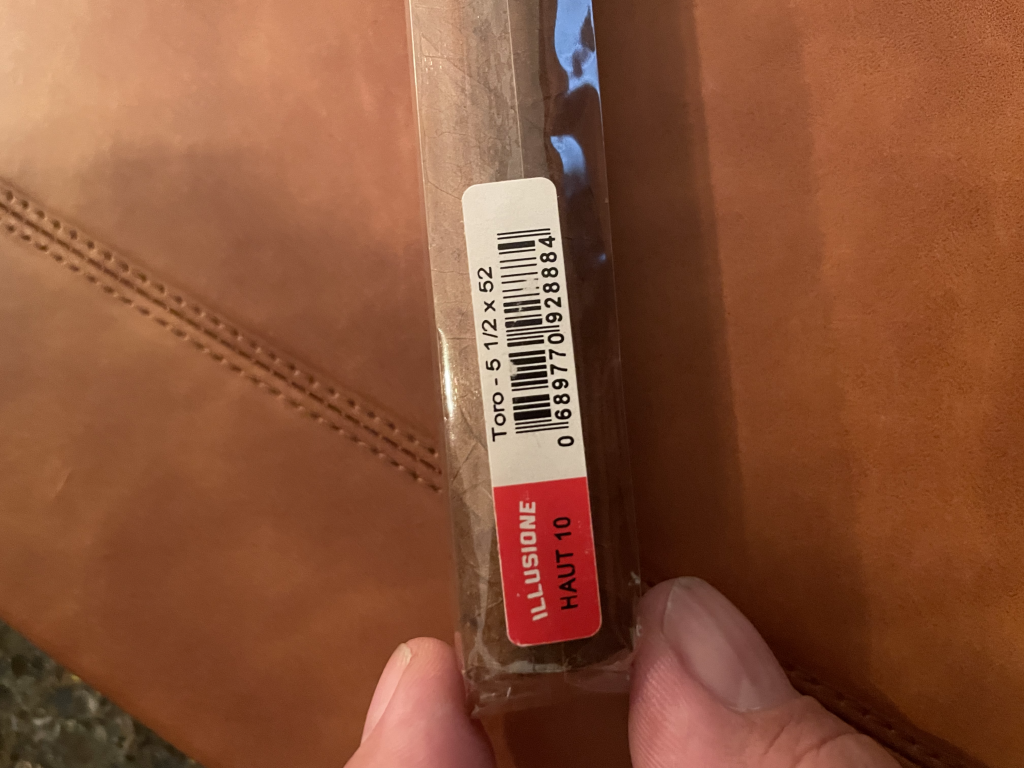 Toro - 5 1/2 x 52
0 689770 928884
ILLUSIONE
HAUT 10